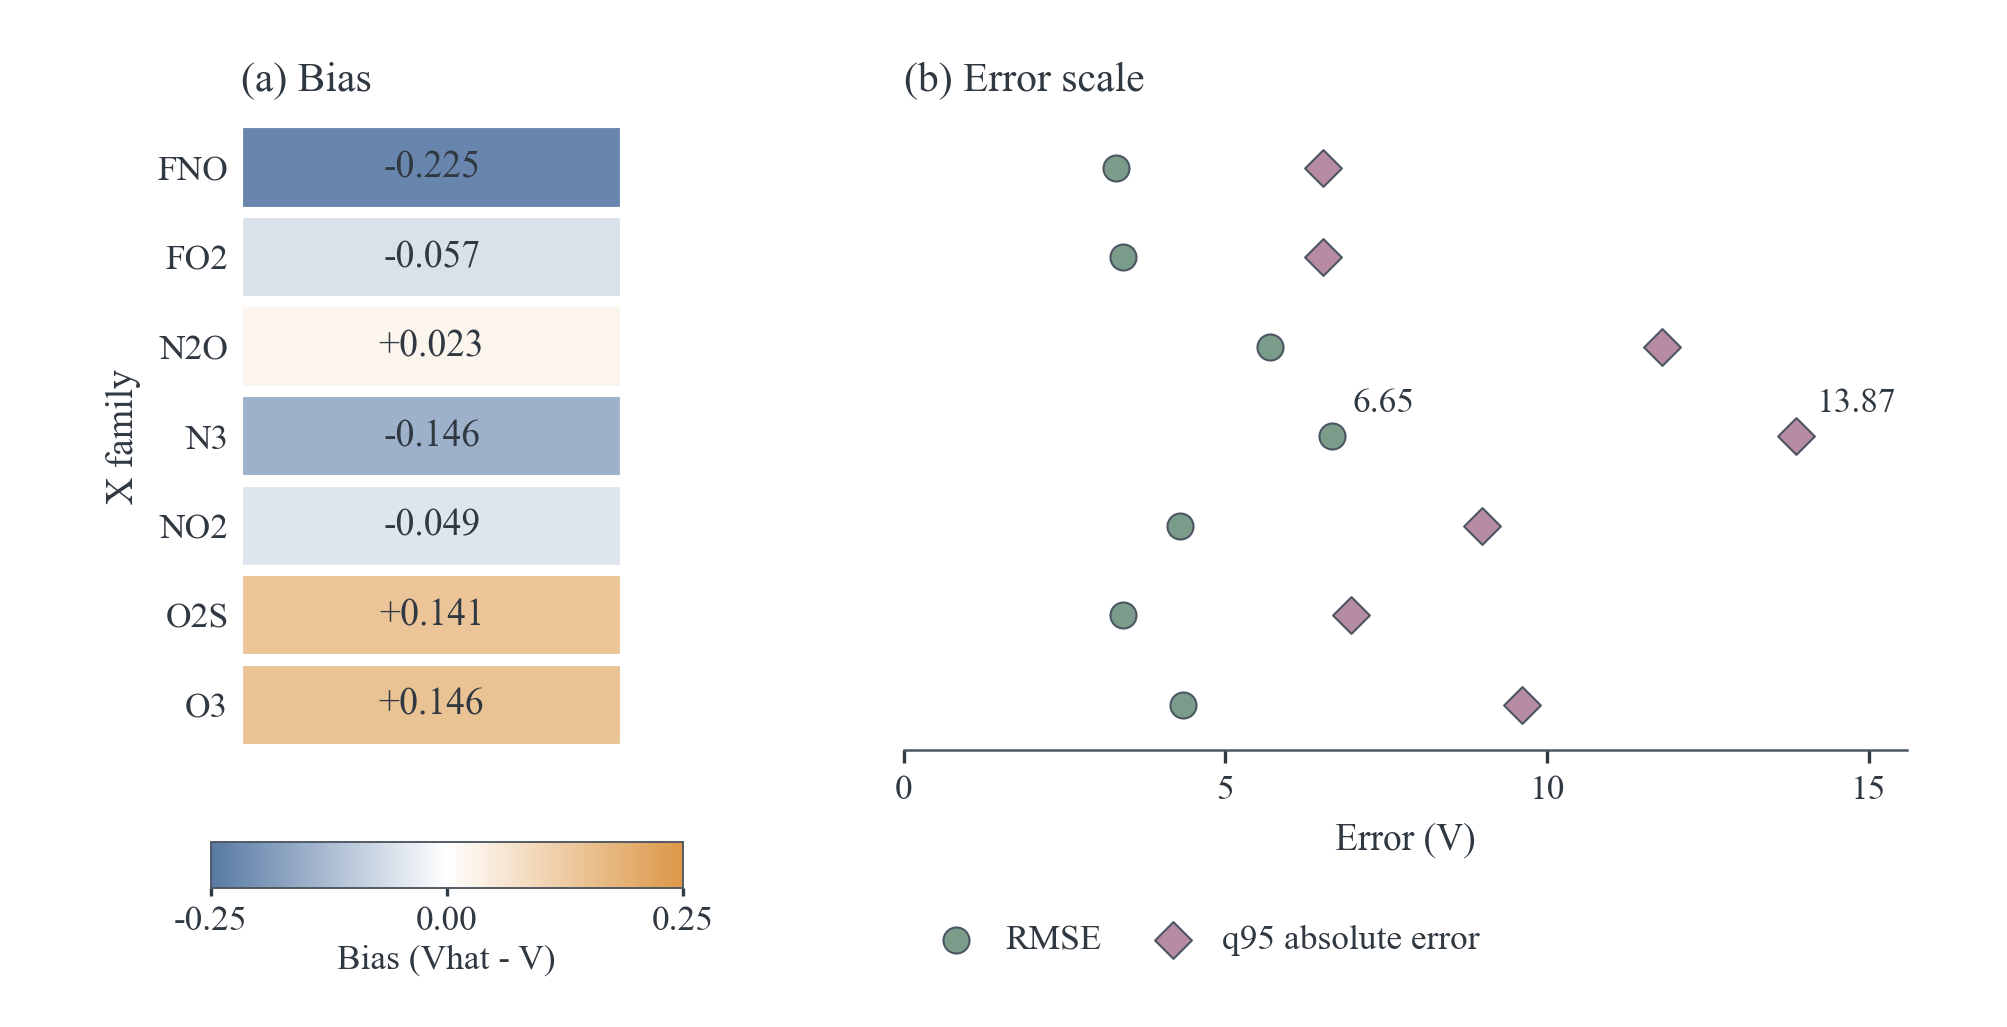 (a) Bias
(b) Error scale
X family
FNO
-0.225
FO2
-0.057
N2O
+0.023
N3
-0.146
NO2
-0.049
O2S
+0.141
O3
+0.146
-0.25 0.00 0.25
Bias (Vhat - V)
6.65 13.87
0 5 10 15
Error (V)
RMSE q95 absolute error